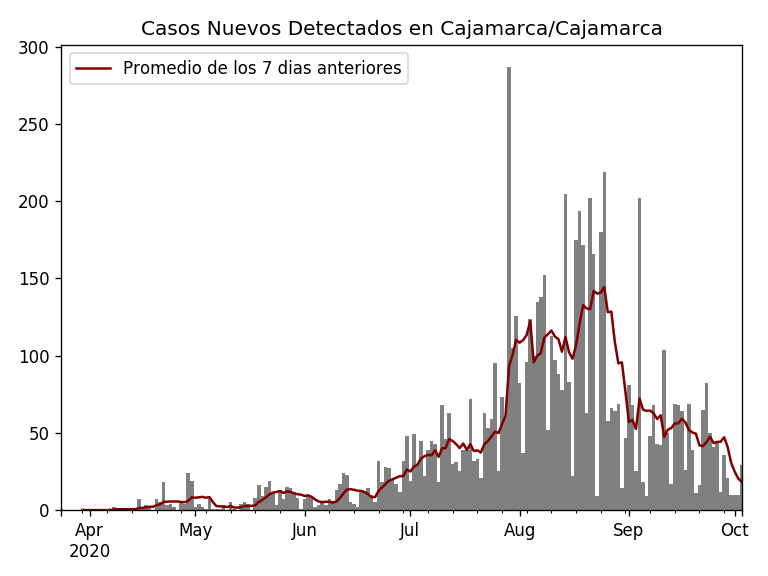 Casos Nuevos Detectados en Cajamarca/Cajamarca
Promedio de los 7 dias anteriores
300
250
200
150
100
50
0
Apr May Jun Jul Aug Sep Oct
2020